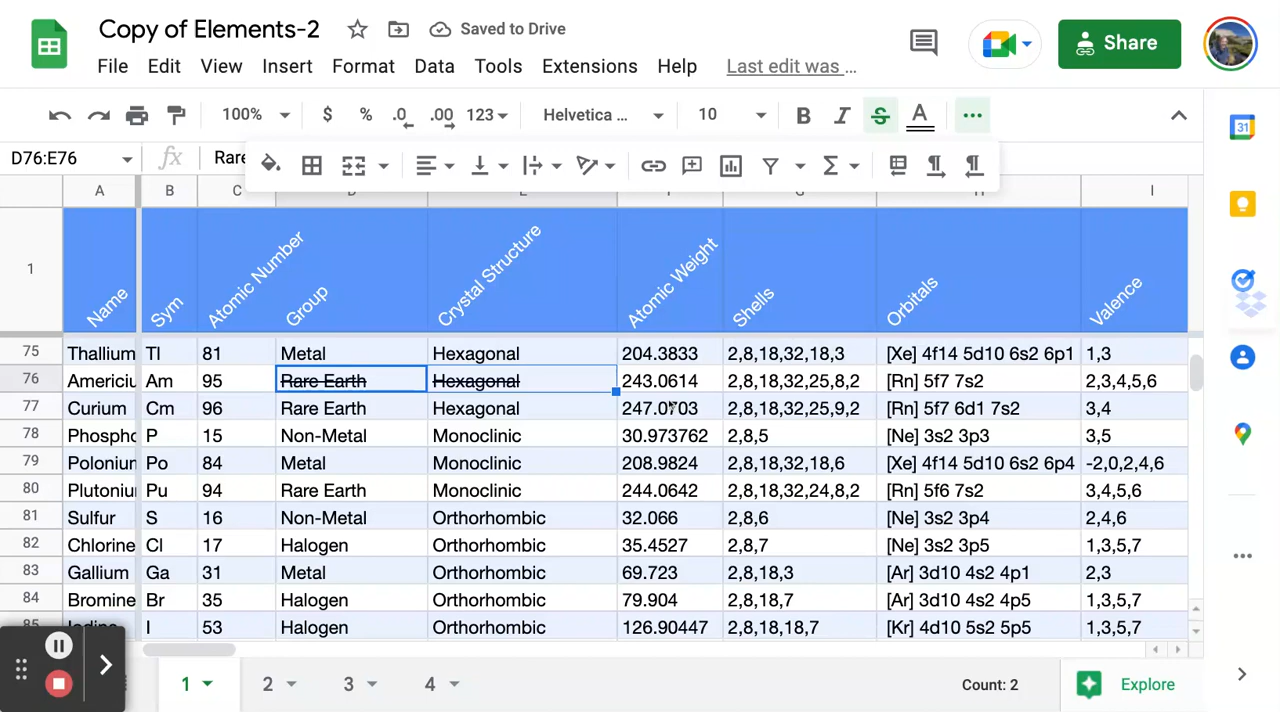 Copy of Elements-2
Saved to Drive
File Edit View Insert Format Data Tools Extensions Help Last edit was ...
Share
100% $ % .0 .00 123 Helvetica ... 10 B I S A
D76:E76 fx Rare
A B C D E F G H I
1 Name Sym Atomic Number Group Crystal Structure Atomic Weight Shells Orbitals Valence
75 Thallium Tl 81 Metal Hexagonal 204.3833 2,8,18,32,18,3 [Xe] 4f14 5d10 6s2 6p1 1,3
76 Americiu Am 95 Rare Earth Hexagonal 243.0614 2,8,18,32,25,8,2 [Rn] 5f7 7s2 2,3,4,5,6
77 Curium Cm 96 Rare Earth Hexagonal 247.0703 2,8,18,32,25,9,2 [Rn] 5f7 6d1 7s2 3,4
78 Phospho P 15 Non-Metal Monoclinic 30.973762 2,8,5 [Ne] 3s2 3p3 3,5
79 Polonium Po 84 Metal Monoclinic 208.9824 2,8,18,32,18,6 [Xe] 4f14 5d10 6s2 6p4 -2,0,2,4,6
80 Plutoniur Pu 94 Rare Earth Monoclinic 244.0642 2,8,18,32,24,8,2 [Rn] 5f6 7s2 3,4,5,6
81 Sulfur S 16 Non-Metal Orthorhombic 32.066 2,8,6 [Ne] 3s2 3p4 2,4,6
82 Chlorine Cl 17 Halogen Orthorhombic 35.4527 2,8,7 [Ne] 3s2 3p5 1,3,5,7
83 Gallium Ga 31 Metal Orthorhombic 69.723 2,8,18,3 [Ar] 3d10 4s2 4p1 2,3
84 Bromine Br 35 Halogen Orthorhombic 79.904 2,8,18,7 [Ar] 3d10 4s2 4p5 1,3,5,7
85 Iodine I 53 Halogen Orthorhombic 126.90447 2,8,18,18,7 [Kr] 4d10 5s2 5p5 1,3,5,7
1 2 3 4 Count: 2 Explore
31